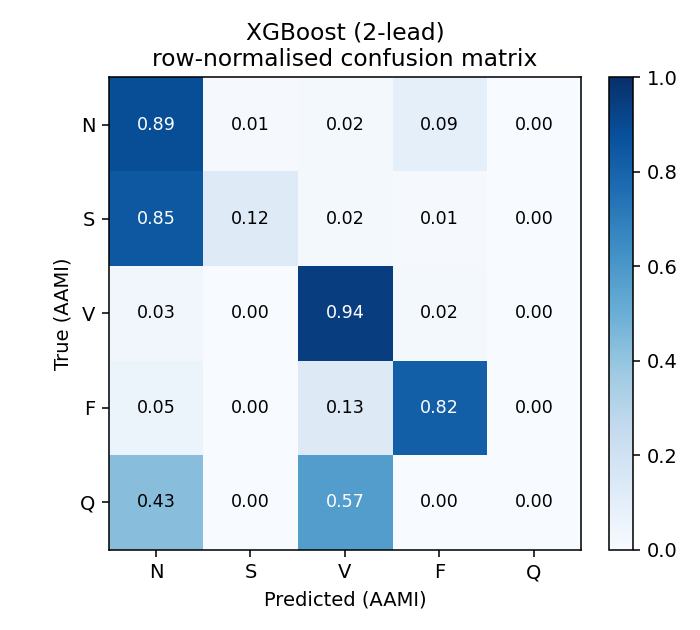 XGBoost (2-lead)
row-normalised confusion matrix
1.0
N 0.89 0.01 0.02 0.09 0.00
0.8
S 0.85 0.12 0.02 0.01 0.00
0.6
True (AAMI)
V 0.03 0.00 0.94 0.02 0.00
0.4
F 0.05 0.00 0.13 0.82 0.00
0.2
Q 0.43 0.00 0.57 0.00 0.00
0.0
N S V F Q
Predicted (AAMI)